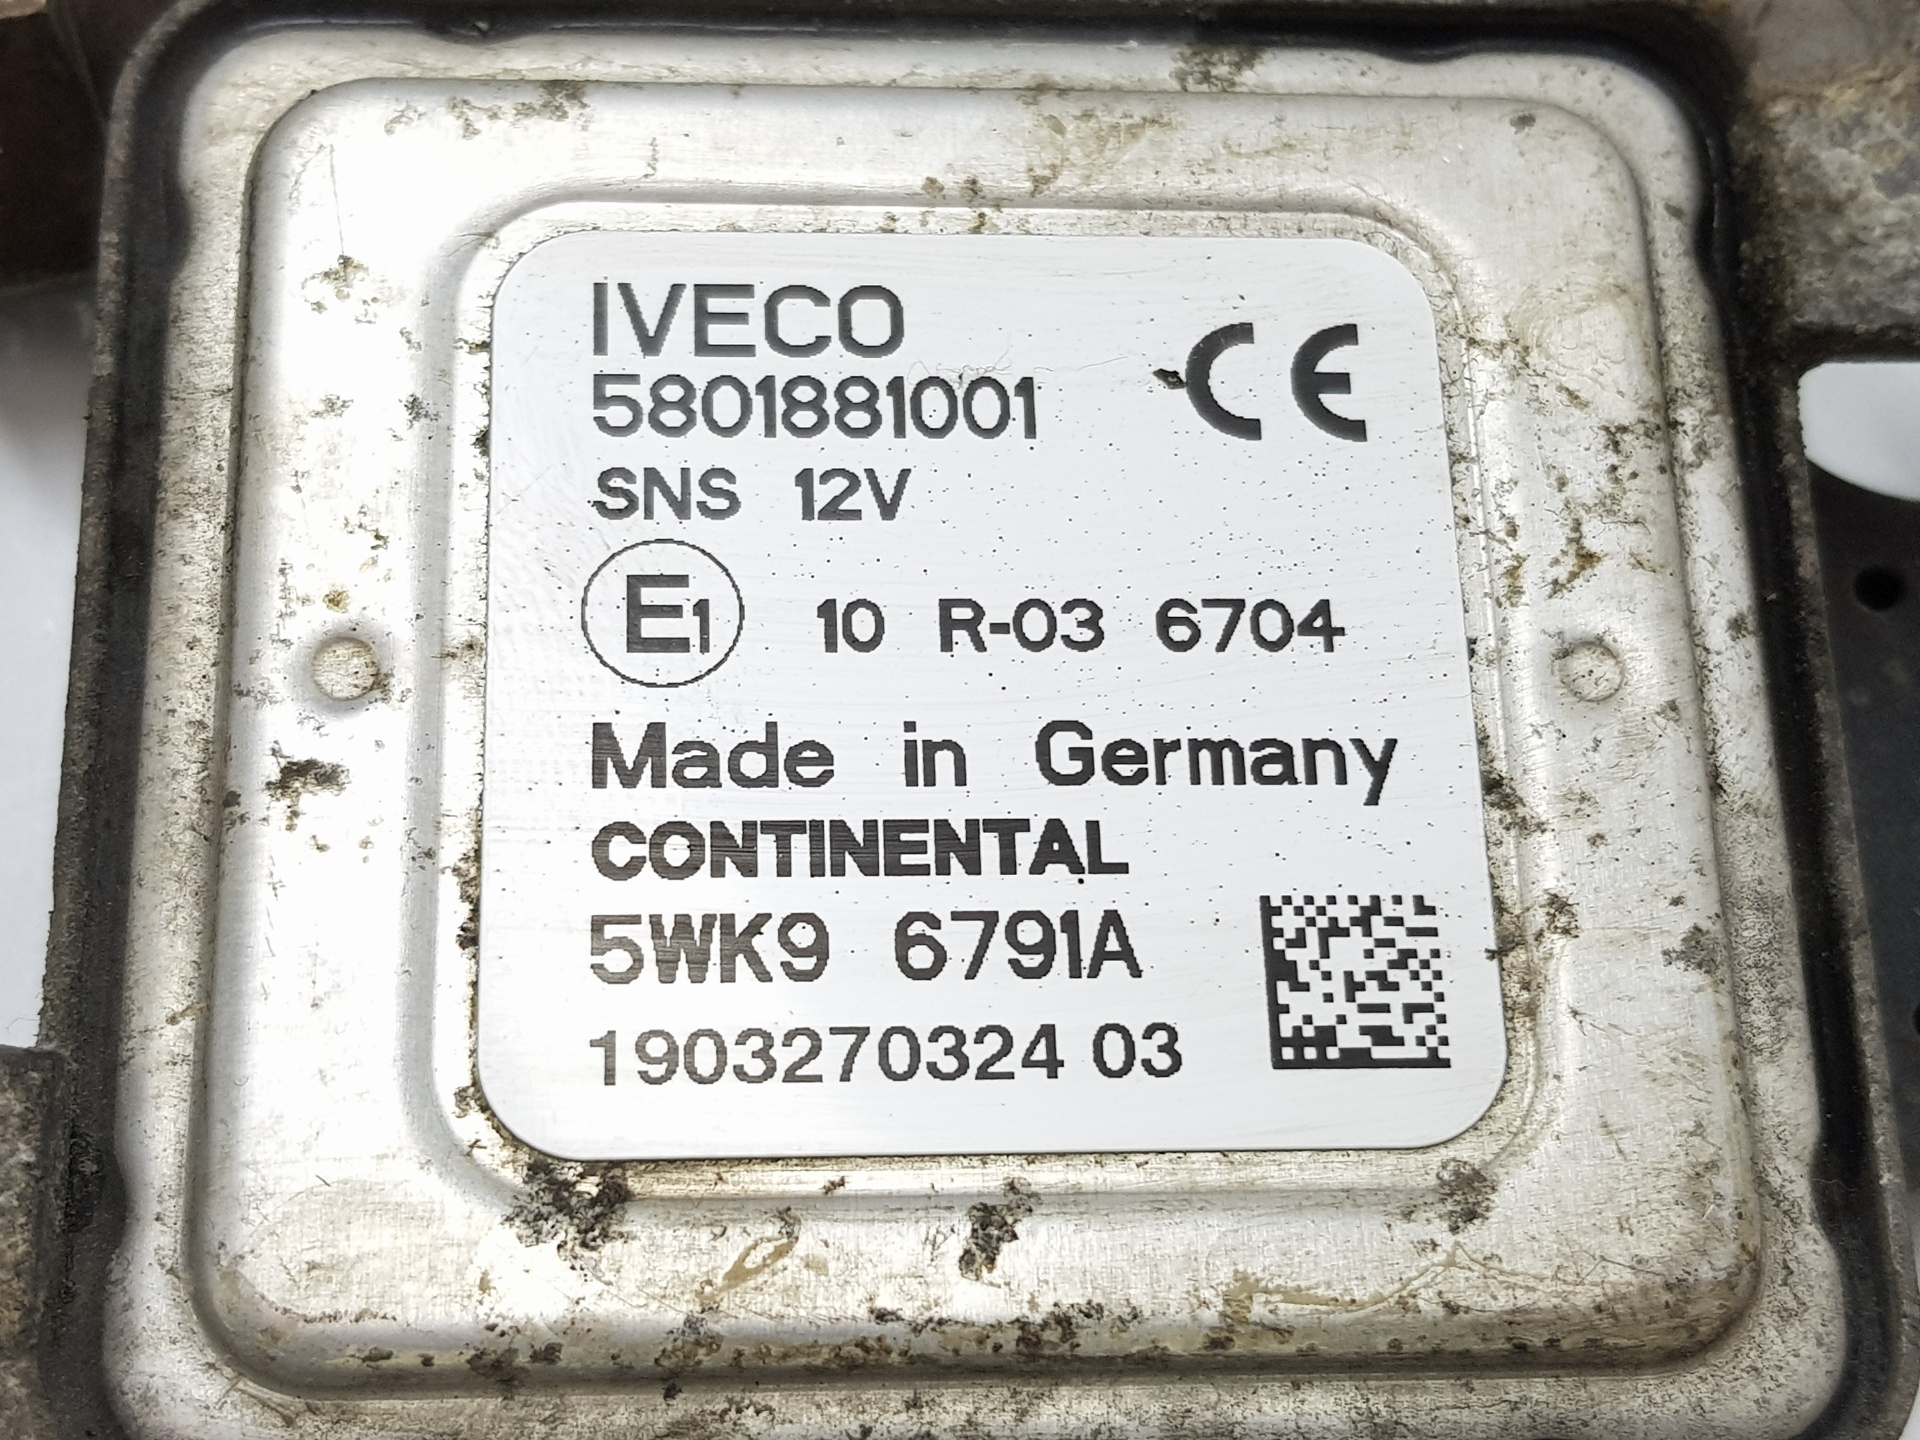 IVECO
5801881001
CE
SNS 12V
E1 10 R-03 6704
Made in Germany
CONTINENTAL
5WK9 6791A
1903270324 03